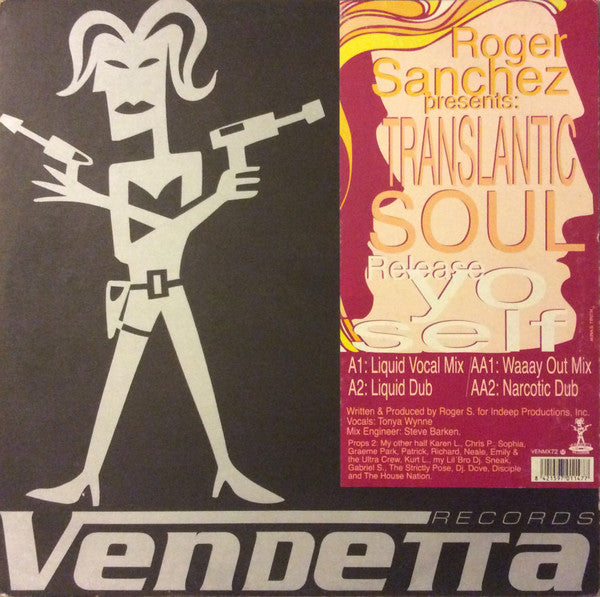 Roger
Sanchez
presents:
TRANSLANTIC
SOUL
Release
yo
self
A1: Liquid Vocal Mix
AA1: Waaay Out Mix
A2: Liquid Dub
AA2: Narcotic Dub
Written & Produced by Roger S. for Indeep Productions, Inc.
Vocals: Tonya Wynne
Mix Engineer: Steve Barken.
Props 2: My other half Karen L., Chris P., Sophia,
Graeme Park, Patrick, Richard, Neale, Emily &
the Ultra Crew, Kurt L., my Lil'Bro Dj. Sneak,
Gabriel S., The Strictly Pose, Dj. Dove, Disciple
and The House Nation.
VENMX72
8 421597 011477
RECORDS
Vendetta